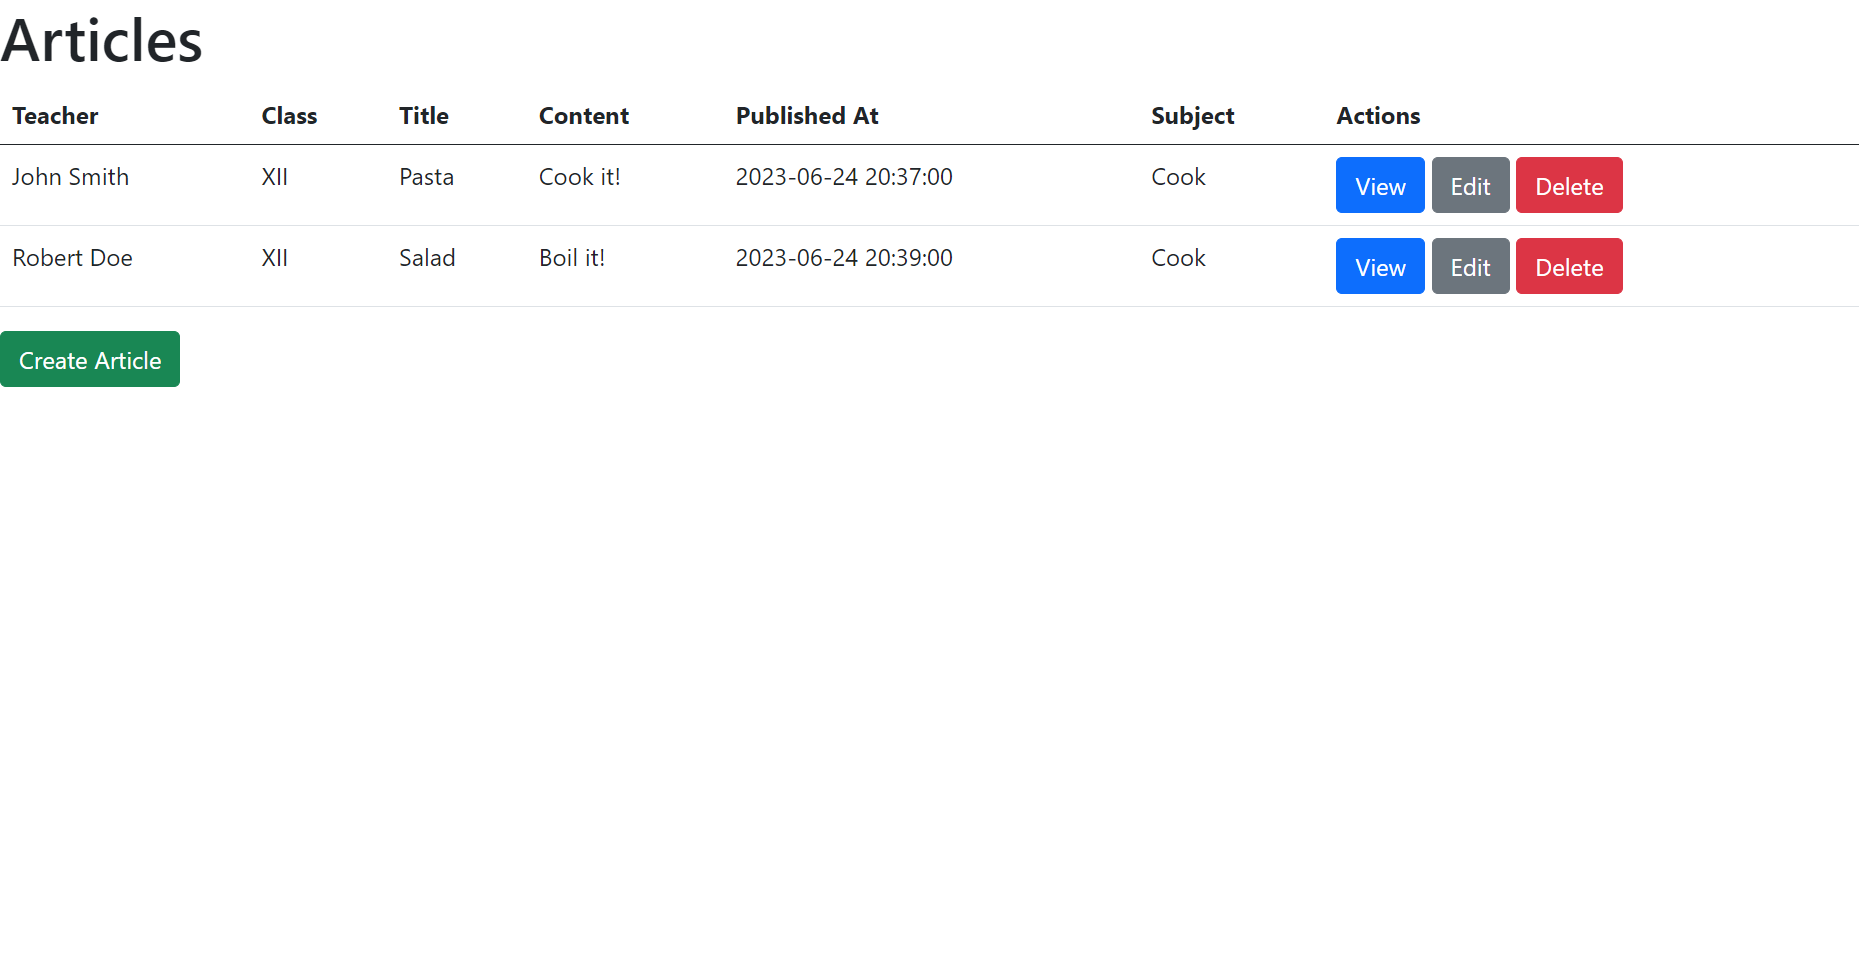 Articles
Teacher Class Title Content Published At Subject Actions
John Smith XII Pasta Cook it! 2023-06-24 20:37:00 Cook View Edit Delete
Robert Doe XII Salad Boil it! 2023-06-24 20:39:00 Cook View Edit Delete
Create Article